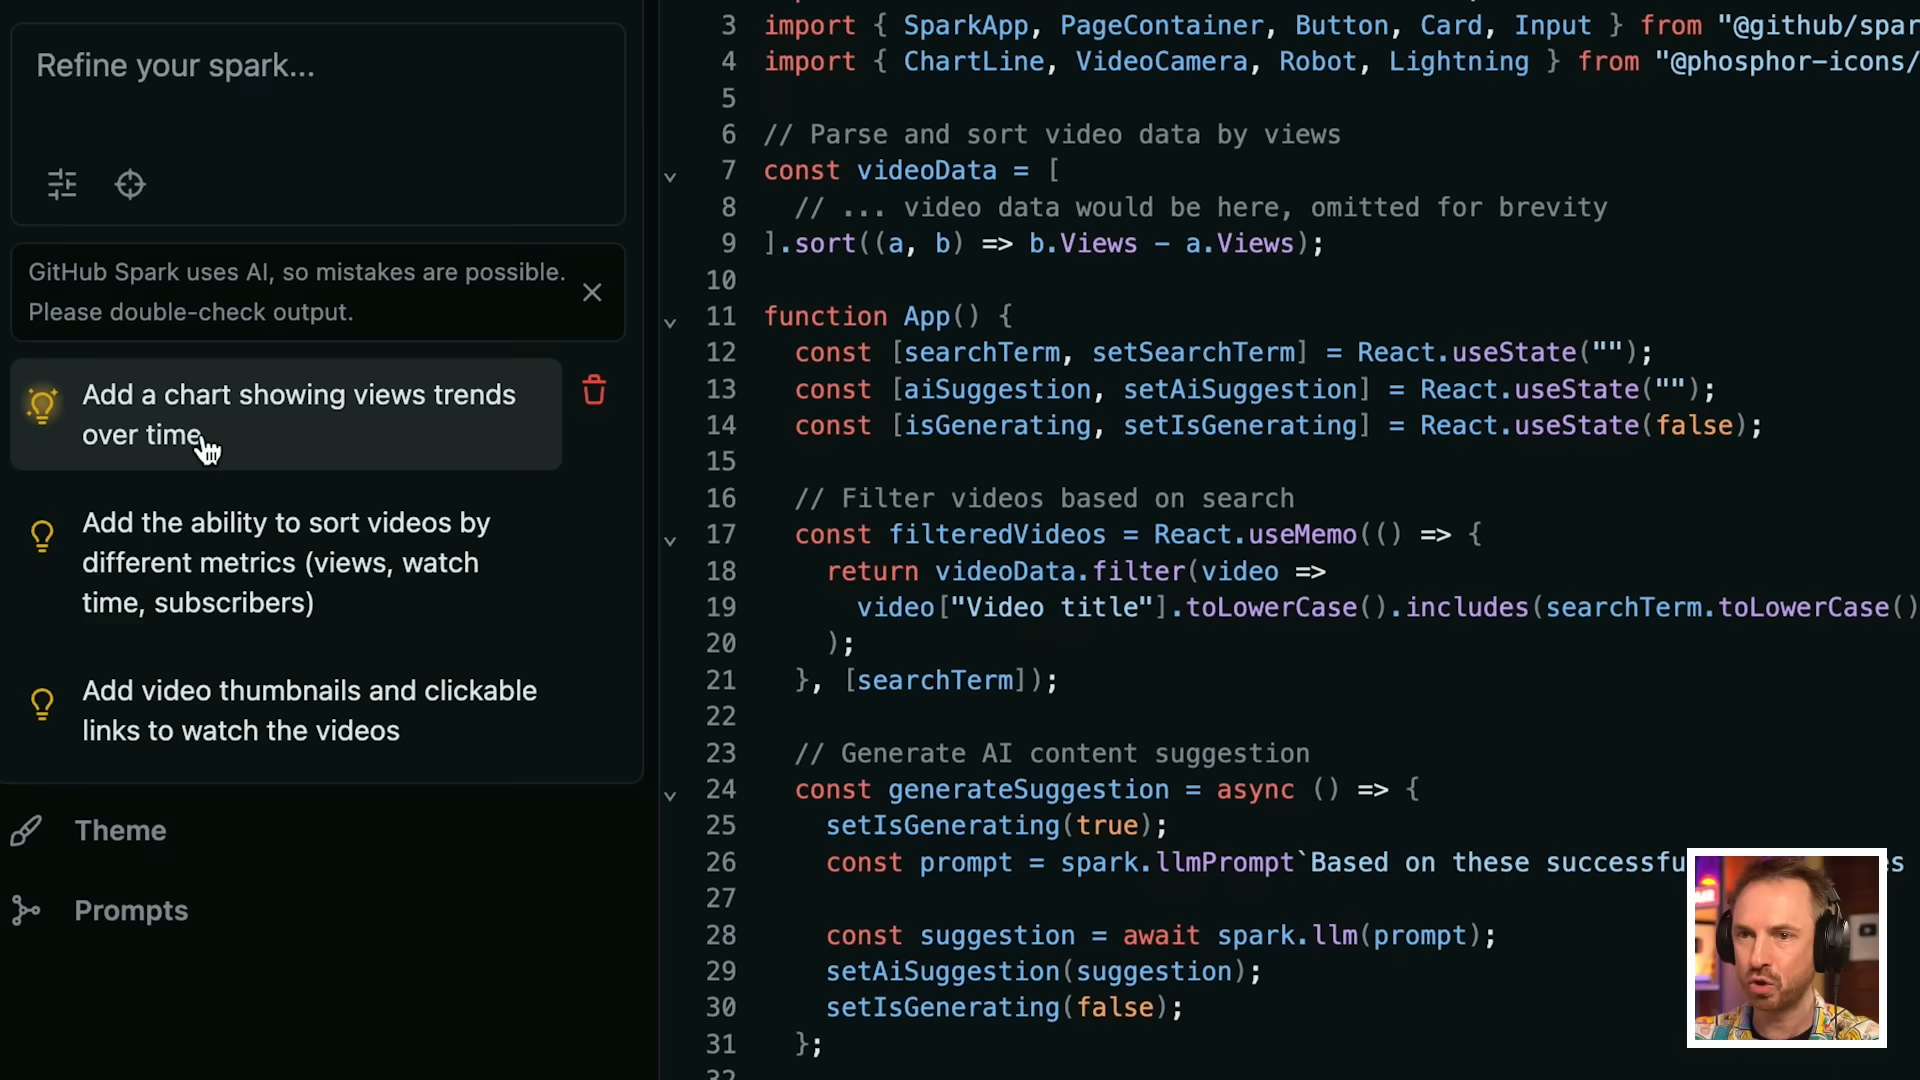 Refine your spark...
GitHub Spark uses AI, so mistakes are possible.
Please double-check output.
Add a chart showing views trends
over time
Add the ability to sort videos by
different metrics (views, watch
time, subscribers)
Add video thumbnails and clickable
links to watch the videos
Theme
Prompts
3 import { SparkApp, PageContainer, Button, Card, Input } from "@github/spar
4 import { ChartLine, VideoCamera, Robot, Lightning } from "@phosphor-icons/
5
6 // Parse and sort video data by views
7 const videoData = [
8 // ... video data would be here, omitted for brevity
9 ].sort((a, b) => b.Views - a.Views);
10
11 function App() {
12 const [searchTerm, setSearchTerm] = React.useState("");
13 const [aiSuggestion, setAiSuggestion] = React.useState("");
14 const [isGenerating, setIsGenerating] = React.useState(false);
15
16 // Filter videos based on search
17 const filteredVideos = React.useMemo(() => {
18 return videoData.filter(video =>
19 video["Video title"].toLowerCase().includes(searchTerm.toLowerCase()
20 );
21 }, [searchTerm]);
22
23 // Generate AI content suggestion
24 const generateSuggestion = async () => {
25 setIsGenerating(true);
26 const prompt = spark.llmPrompt`Based on these successfu
27
28 const suggestion = await spark.llm(prompt);
29 setAiSuggestion(suggestion);
30 setIsGenerating(false);
31 };
32